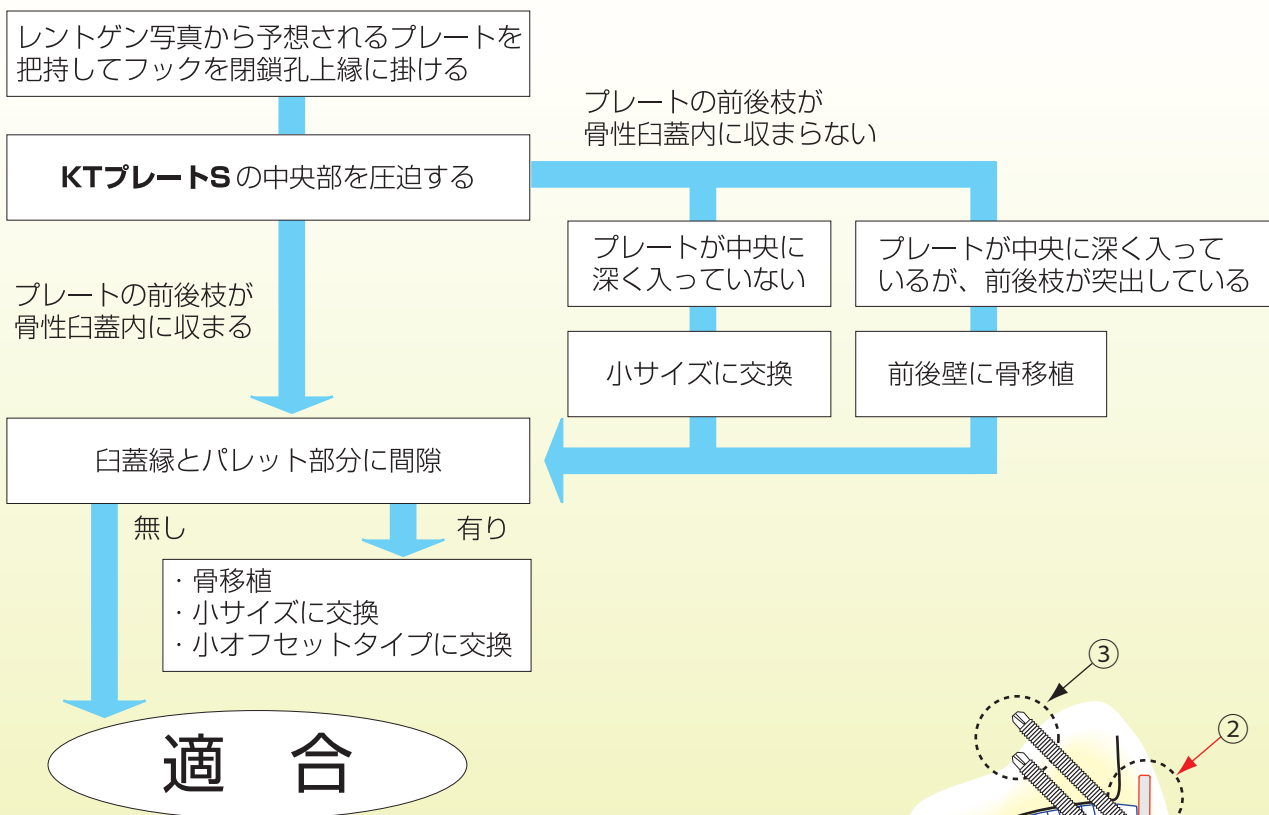 レントゲン写真から予想されるプレートを
把持してフックを閉鎖孔上縁に掛ける
プレートの前後枝が
骨性臼蓋内に収まらない
KTプレートSの中央部を圧迫する
プレートが中央に
深く入っていない
プレートが中央に深く入って
いるが、前後枝が突出している
プレートの前後枝が
骨性臼蓋内に収まる
小サイズに交換
前後壁に骨移植
臼蓋縁とパレット部分に間隙
無し
有り
・骨移植
・小サイズに交換
・小オフセットタイプに交換
適 合
③
②